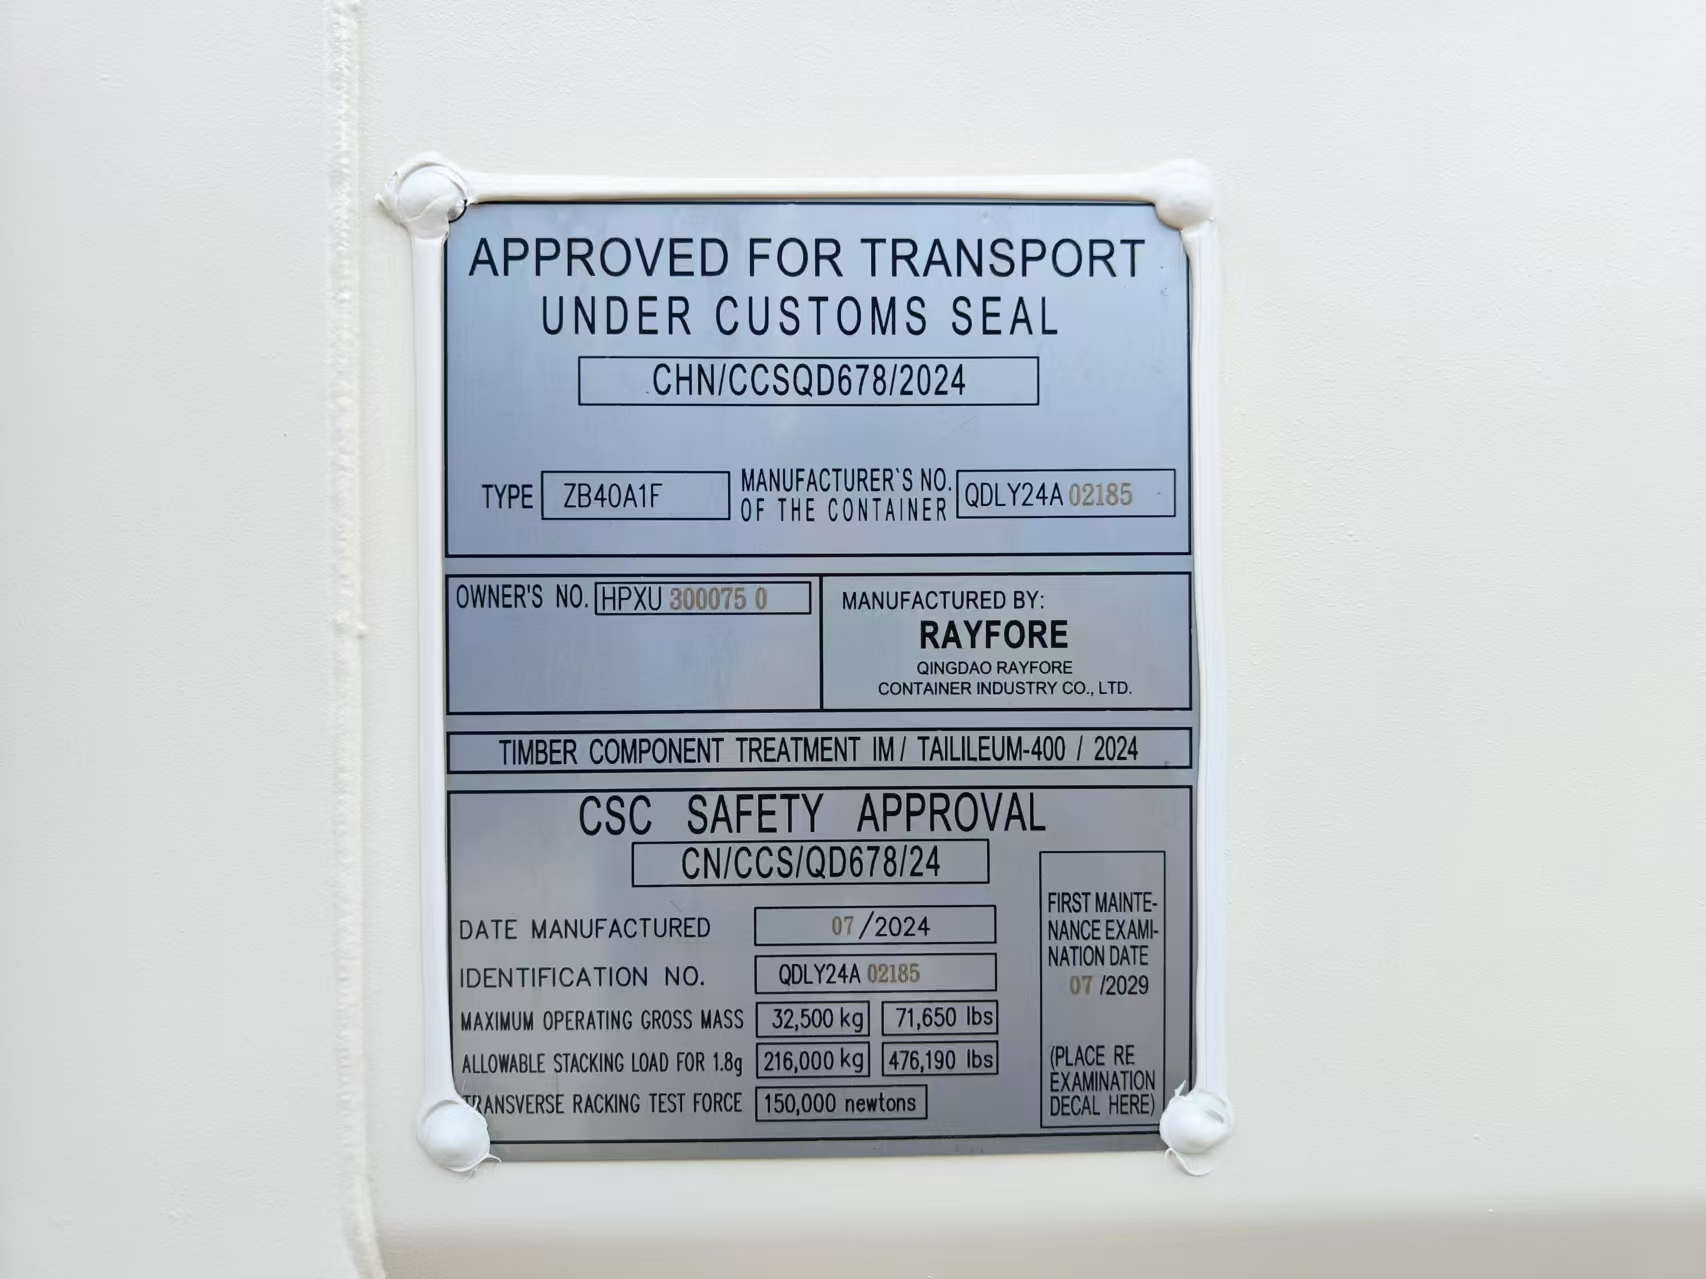 APPROVED FOR TRANSPORT
UNDER CUSTOMS SEAL
CHN/CCSQD678/2024
TYPE ZB40A1F MANUFACTURER`S NO. OF THE CONTAINER QDLY24A 02185
OWNER'S NO. HPXU 300075 0
MANUFACTURED BY:
RAYFORE
QINGDAO RAYFORE
CONTAINER INDUSTRY CO., LTD.
TIMBER COMPONENT TREATMENT IM / TAILILEUM-400 / 2024
CSC SAFETY APPROVAL
CN/CCS/QD678/24
DATE MANUFACTURED 07/2024
IDENTIFICATION NO. QDLY24A 02185
MAXIMUM OPERATING GROSS MASS 32,500 kg 71,650 lbs
ALLOWABLE STACKING LOAD FOR 1.8g 216,000 kg 476,190 lbs
TRANSVERSE RACKING TEST FORCE 150,000 newtons
FIRST MAINTE-
NANCE EXAMI-
NATION DATE
07 /2029
(PLACE RE
EXAMINATION
DECAL HERE)